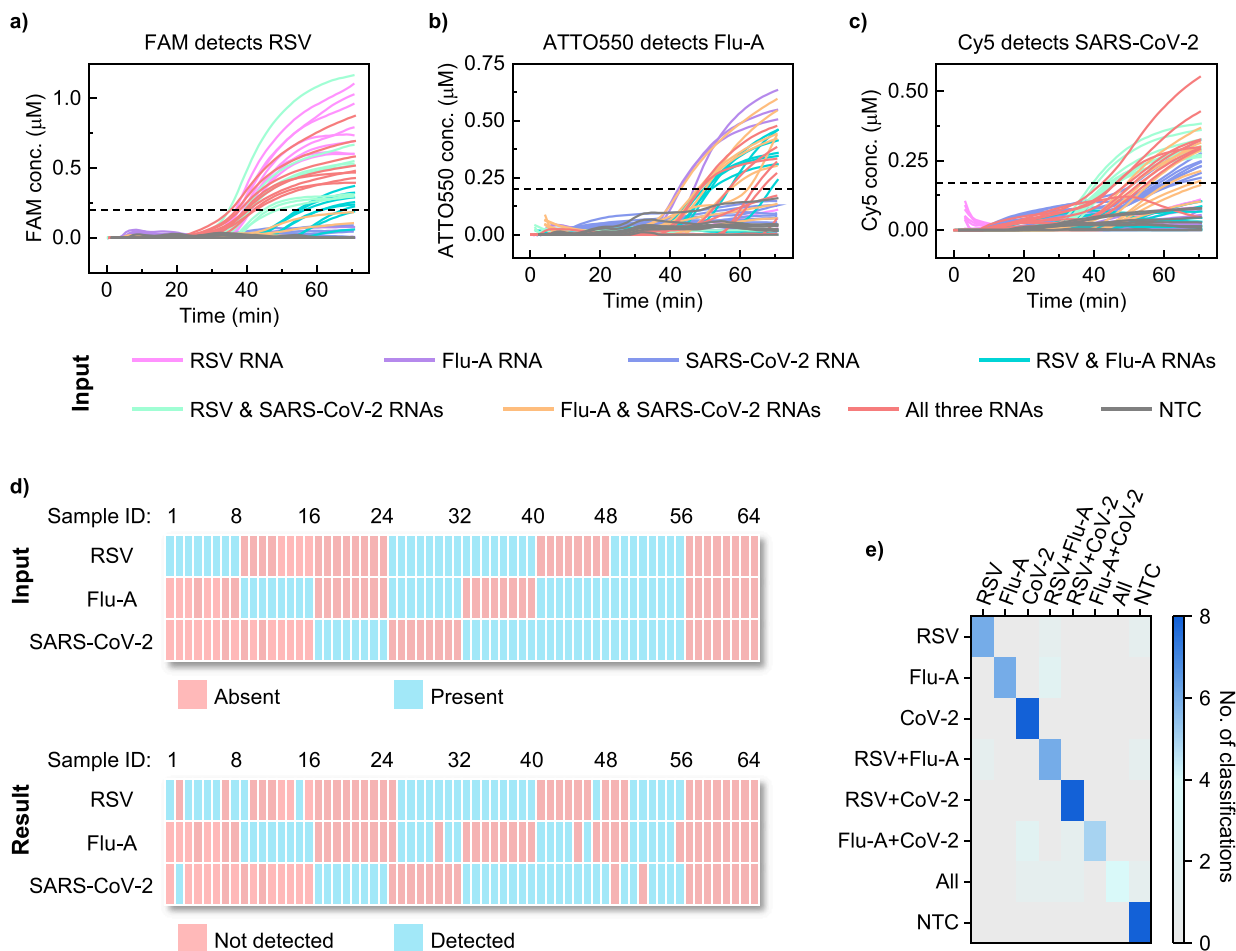 a)
FAM detects RSV
FAM conc. (μM)
1.0
0.5
0.0
0 20 40 60
Time (min)
b)
ATTO550 detects Flu-A
ATTO550 conc. (μM)
0.75
0.50
0.25
0.00
0 20 40 60
Time (min)
c)
Cy5 detects SARS-CoV-2
Cy5 conc. (μM)
0.50
0.25
0.00
0 20 40 60
Time (min)
Input
RSV RNA
Flu-A RNA
SARS-CoV-2 RNA
RSV & Flu-A RNAs
RSV & SARS-CoV-2 RNAs
Flu-A & SARS-CoV-2 RNAs
All three RNAs
NTC
d)
Sample ID: 1 8 16 24 32 40 48 56 64
Input
RSV
Flu-A
SARS-CoV-2
Absent
Present
Sample ID: 1 8 16 24 32 40 48 56 64
Result
RSV
Flu-A
SARS-CoV-2
Not detected
Detected
e)
RSV
Flu-A
CoV-2
RSV+Flu-A
RSV+CoV-2
Flu-A+CoV-2
All
NTC
RSV
Flu-A
CoV-2
RSV+Flu-A
RSV+CoV-2
Flu-A+CoV-2
All
NTC
8
6
4
2
0
No. of classifications